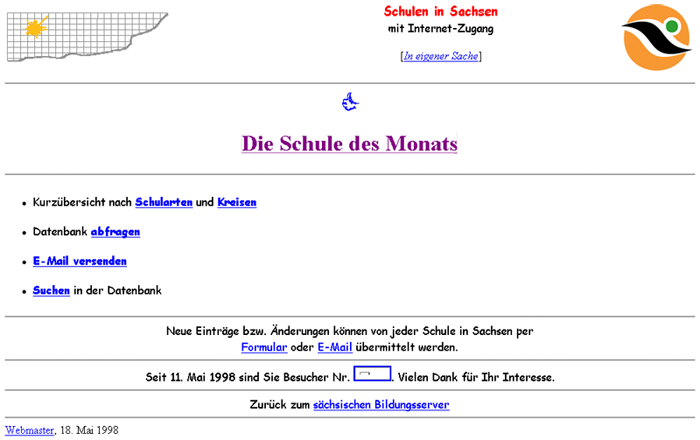 Schulen in Sachsen
mit Internet-Zugang
[In eigener Sache]
Die Schule des Monats
Kurzübersicht nach Schularten und Kreisen
Datenbank abfragen
E-Mail versenden
Suchen in der Datenbank
Neue Einträge bzw. Änderungen können von jeder Schule in Sachsen per
Formular oder E-Mail übermittelt werden.
Seit 11. Mai 1998 sind Sie Besucher Nr. . Vielen Dank für Ihr Interesse.
Zurück zum sächsischen Bildungsserver
Webmaster, 18. Mai 1998